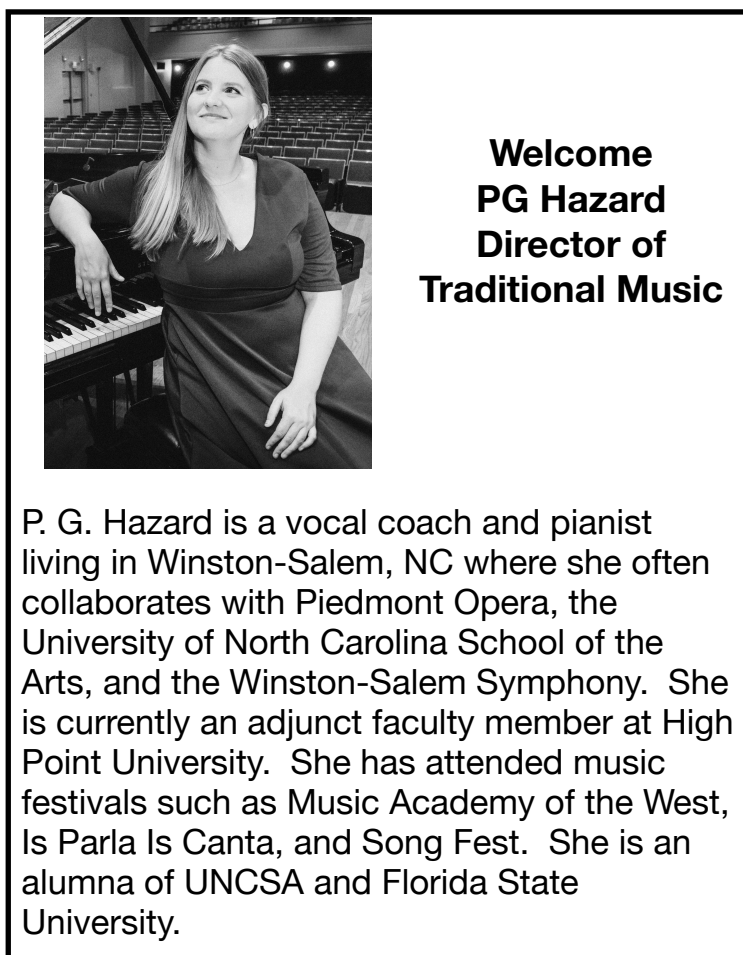 Welcome
PG Hazard
Director of
Traditional Music
P. G. Hazard is a vocal coach and pianist
living in Winston-Salem, NC where she often
collaborates with Piedmont Opera, the
University of North Carolina School of the
Arts, and the Winston-Salem Symphony.  She
is currently an adjunct faculty member at High
Point University.  She has attended music
festivals such as Music Academy of the West,
Is Parla Is Canta, and Song Fest.  She is an
alumna of UNCSA and Florida State
University.